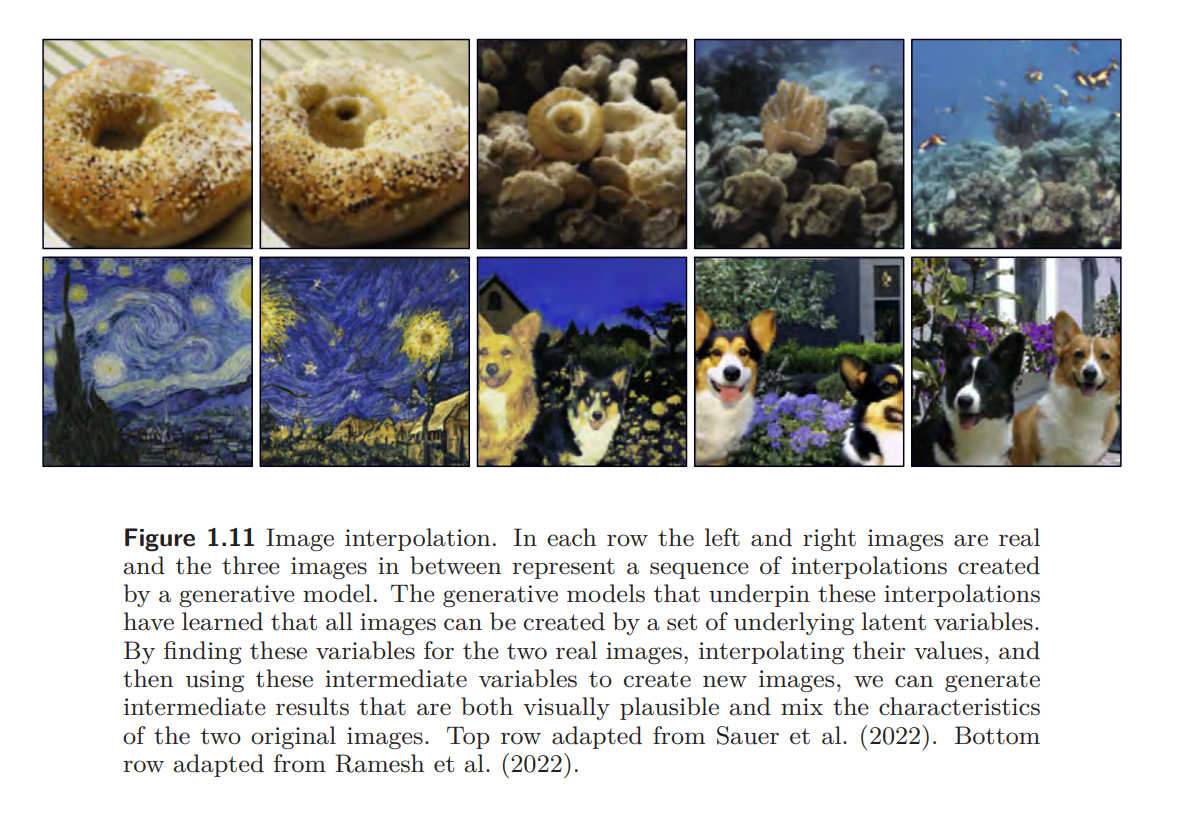 Figure 1.11 Image interpolation. In each row the left and right images are real
and the three images in between represent a sequence of interpolations created
by a generative model. The generative models that underpin these interpolations
have learned that all images can be created by a set of underlying latent variables.
By finding these variables for the two real images, interpolating their values, and
then using these intermediate variables to create new images, we can generate
intermediate results that are both visually plausible and mix the characteristics
of the two original images. Top row adapted from Sauer et al. (2022). Bottom
row adapted from Ramesh et al. (2022).